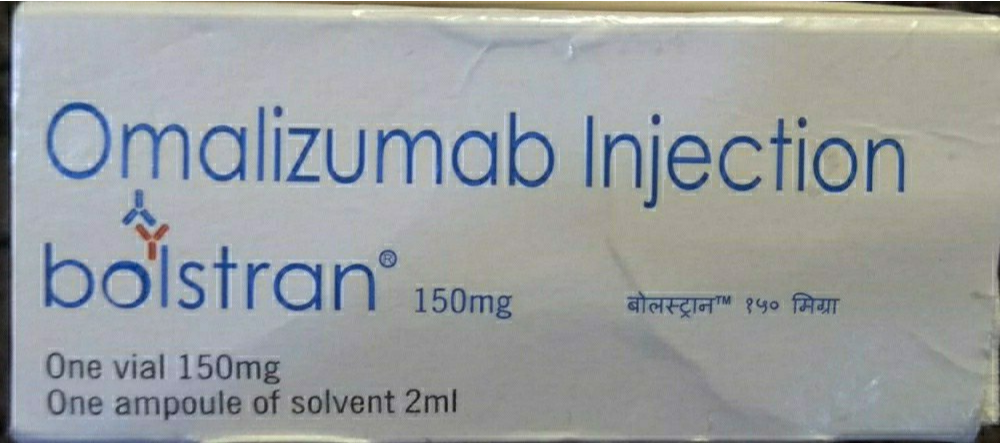 Omalizumab Injection
bolstran® 150mg बोलस्ट्रान™ १५० मिग्रा
One vial 150mg
One ampoule of solvent 2ml